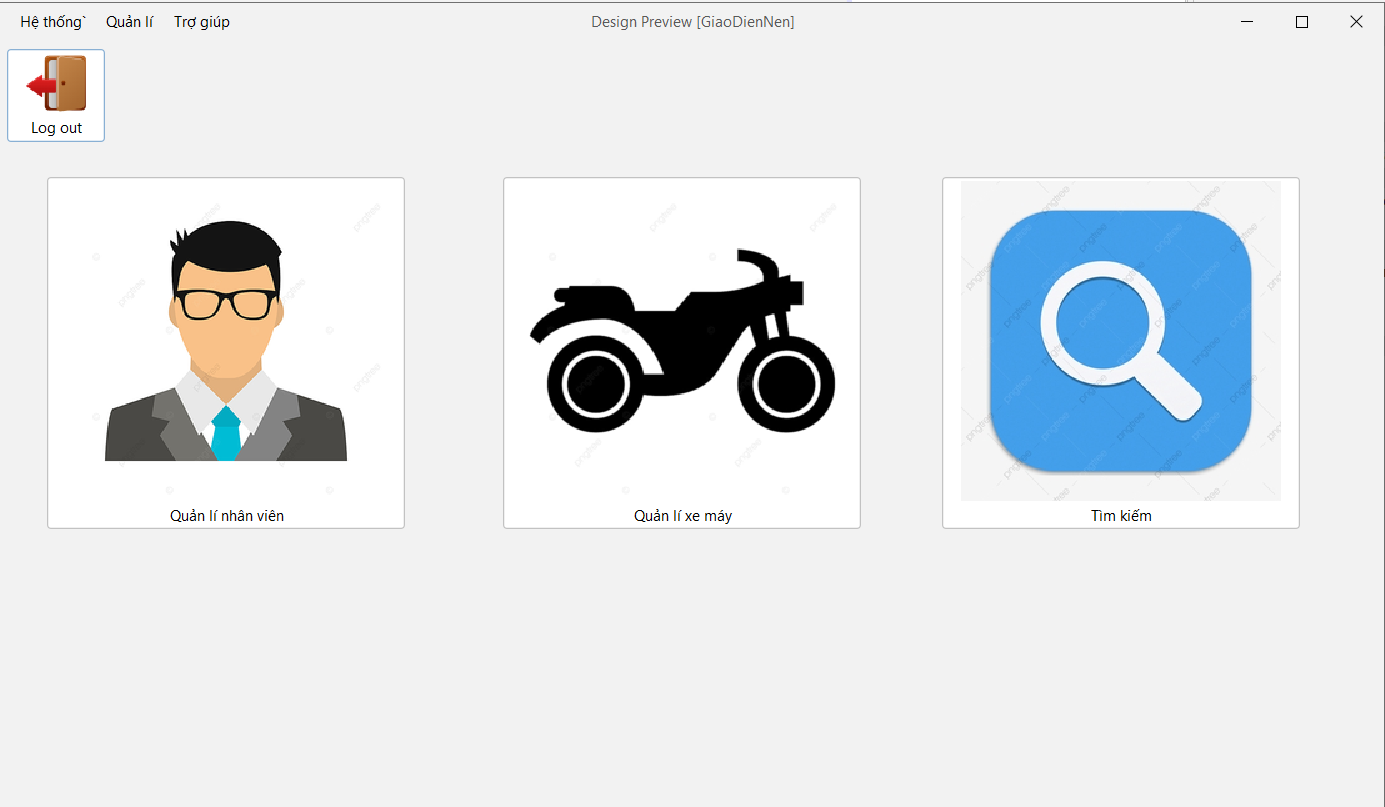 Hệ thống` Quản lí Trợ giúp Design Preview [GiaoDienNen]
Log out
Quản lí nhân viên Quản lí xe máy Tìm kiếm
pngtree